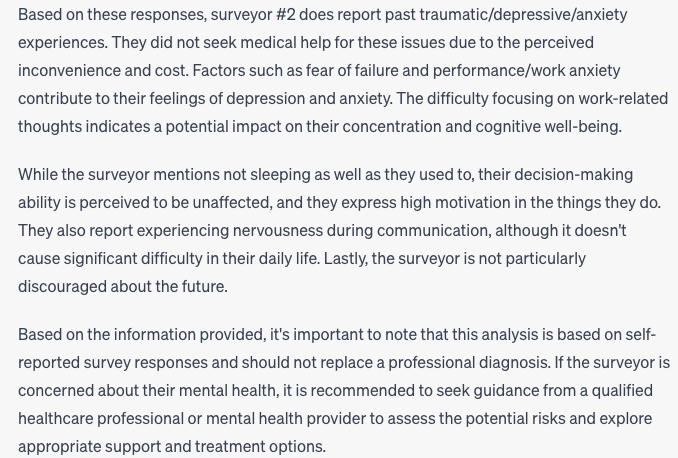 Based on these responses, surveyor #2 does report past traumatic/depressive/anxiety
experiences. They did not seek medical help for these issues due to the perceived
inconvenience and cost. Factors such as fear of failure and performance/work anxiety
contribute to their feelings of depression and anxiety. The difficulty focusing on work-related
thoughts indicates a potential impact on their concentration and cognitive well-being.
While the surveyor mentions not sleeping as well as they used to, their decision-making
ability is perceived to be unaffected, and they express high motivation in the things they do.
They also report experiencing nervousness during communication, although it doesn't
cause significant difficulty in their daily life. Lastly, the surveyor is not particularly
discouraged about the future.
Based on the information provided, it's important to note that this analysis is based on self-
reported survey responses and should not replace a professional diagnosis. If the surveyor is
concerned about their mental health, it is recommended to seek guidance from a qualified
healthcare professional or mental health provider to assess the potential risks and explore
appropriate support and treatment options.